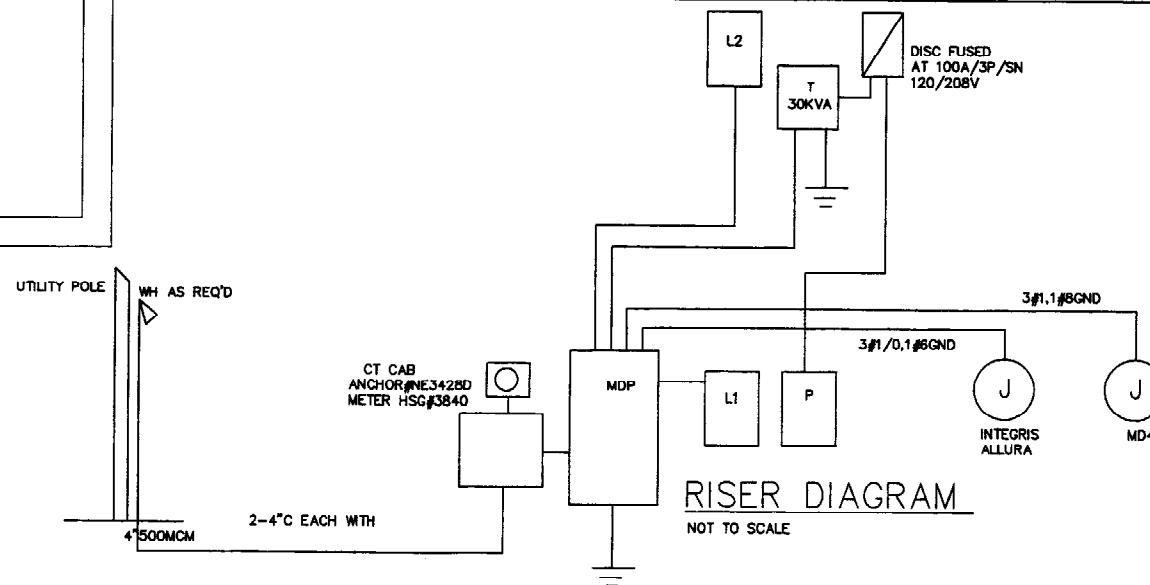 L2
DISC FUSED
AT 100A/3P/SN
120/208V
T
30KVA
UTILITY POLE
WH AS REQ'D
3#1,1#8GND
3#1/0,1#6GND
CT CAB
ANCHOR#NE3428D
METER HSG#3840
MDP
L1
P
J
J
INTEGRIS
ALLURA
MD4
RISER DIAGRAM
NOT TO SCALE
2-4"C EACH WITH
4"500MCM